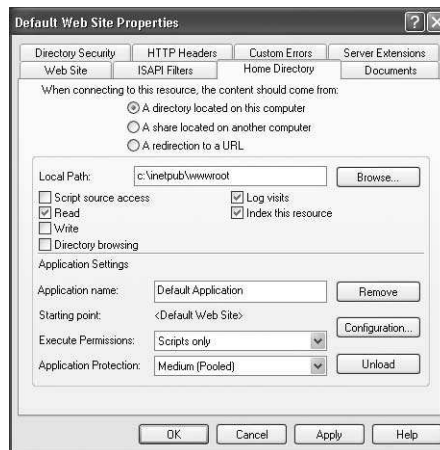 Default Web Site Properties
Directory Security HTTP Headers Custom Errors Server Extensions
Web Site ISAPI Filters Home Directory Documents
When connecting to this resource, the content should come from:
A directory located on this computer
A share located on another computer
A redirection to a URL
Local Path: c:\inetpub\wwwroot Browse...
Script source access Log visits
Read Index this resource
Write
Directory browsing
Application Settings
Application name: Default Application Remove
Starting point: <Default Web Site>
Configuration...
Execute Permissions: Scripts only
Application Protection: Medium (Pooled) Unload
OK Cancel Apply Help